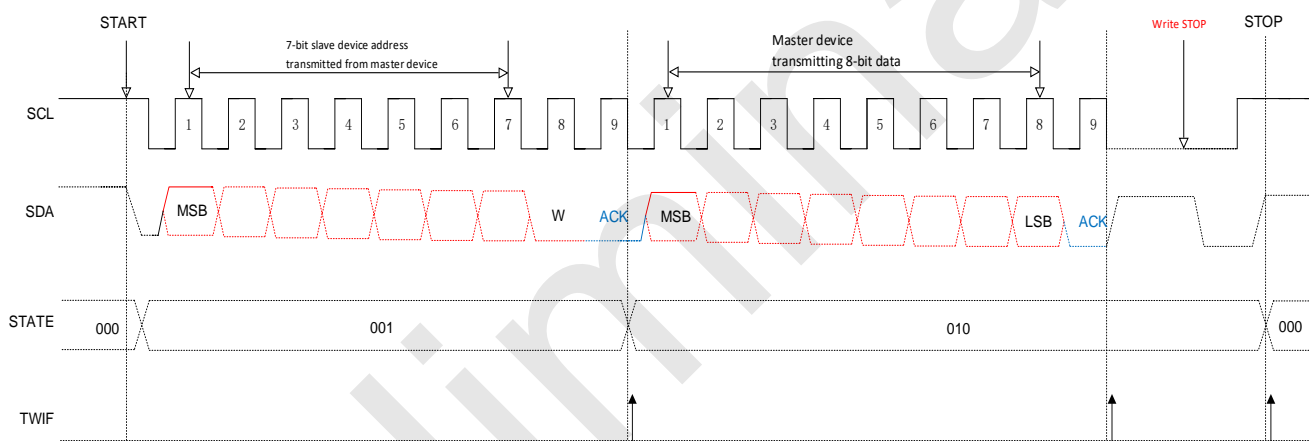 START
Write STOP
STOP
7-bit slave device address
transmitted from master device
Master device
transmitting 8-bit data
SCL
1 2 3 4 5 6 7 8 9 1 2 3 4 5 6 7 8 9
SDA
MSB W ACK MSB LSB ACK
STATE
000 001 010 000
TWIF